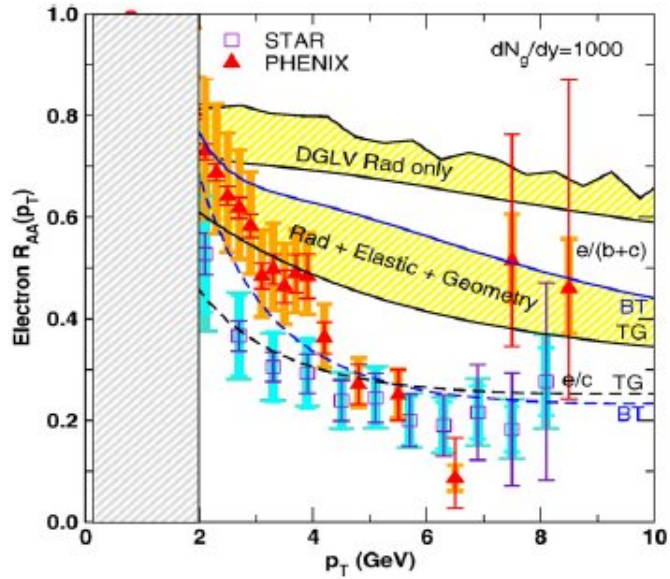 1.0
0.8
0.6
0.4
0.2
0.0
Electron R_AA(p_T)
STAR
PHENIX
dN_g/dy=1000
DGLV Rad only
Rad + Elastic + Geometry
e/(b+c)
BT
TG
e/c
TG
BT
0 2 4 6 8 10
p_T (GeV)